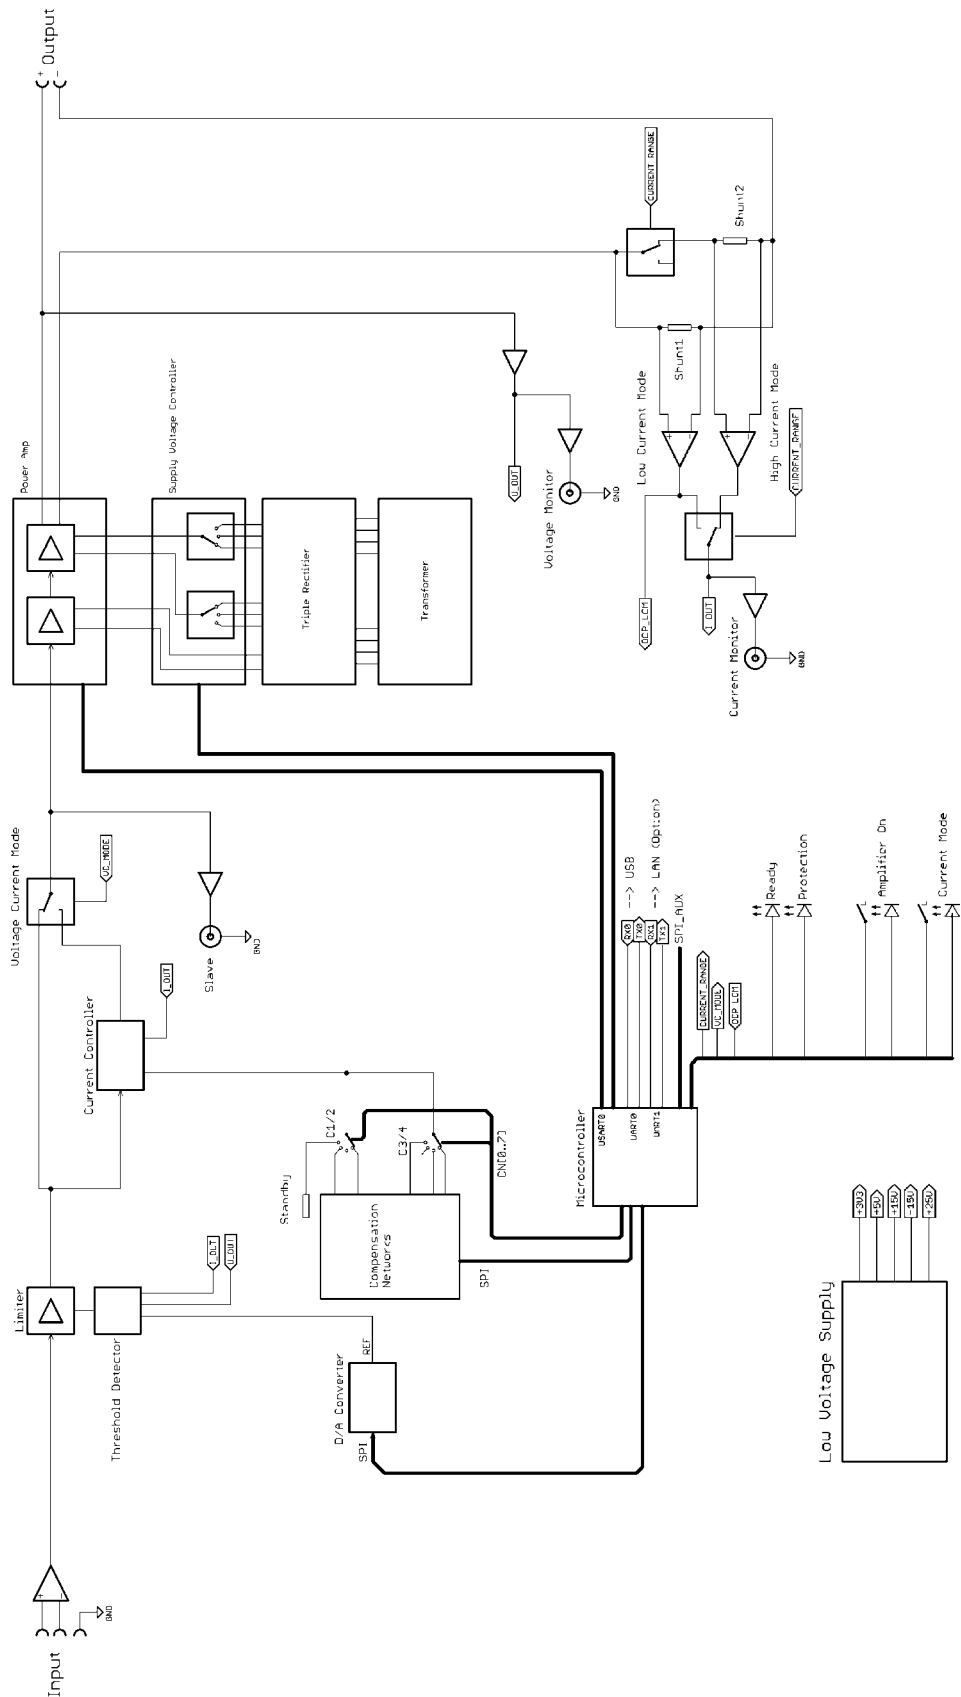 Input
+
-
GND
Limiter
Threshold Detector
I_OUT
U_OUT
REF
D/A Converter
SPI
Voltage Current Mode
VC_MODE
Current Controller
I_OUT
Slave
GND
Standby
C1/2
C3/4
CN[0..7]
Compensation
Networks
SPI
Microcontroller
USART0
UART0
UART1
RX0
TX0
--> USB
RX1
TX1
--> LAN (Option)
SPI_AUX
CURRENT_RANGE
VC_MODE
OCP_LCM
Ready
Protection
Amplifier On
Current Mode
Low Voltage Supply
+3V3
+5V
+15V
-15V
+25V
Power Amp
Supply Voltage Controller
Triple Rectifier
Transformer
U_OUT
Voltage Monitor
GND
Low Current Mode
High Current Mode
+
-
+
-
Shunt1
Shunt2
CURRENT_RANGE
CURRENT_RANGE
OCP_LCM
I_OUT
Current Monitor
GND
+
-
Output